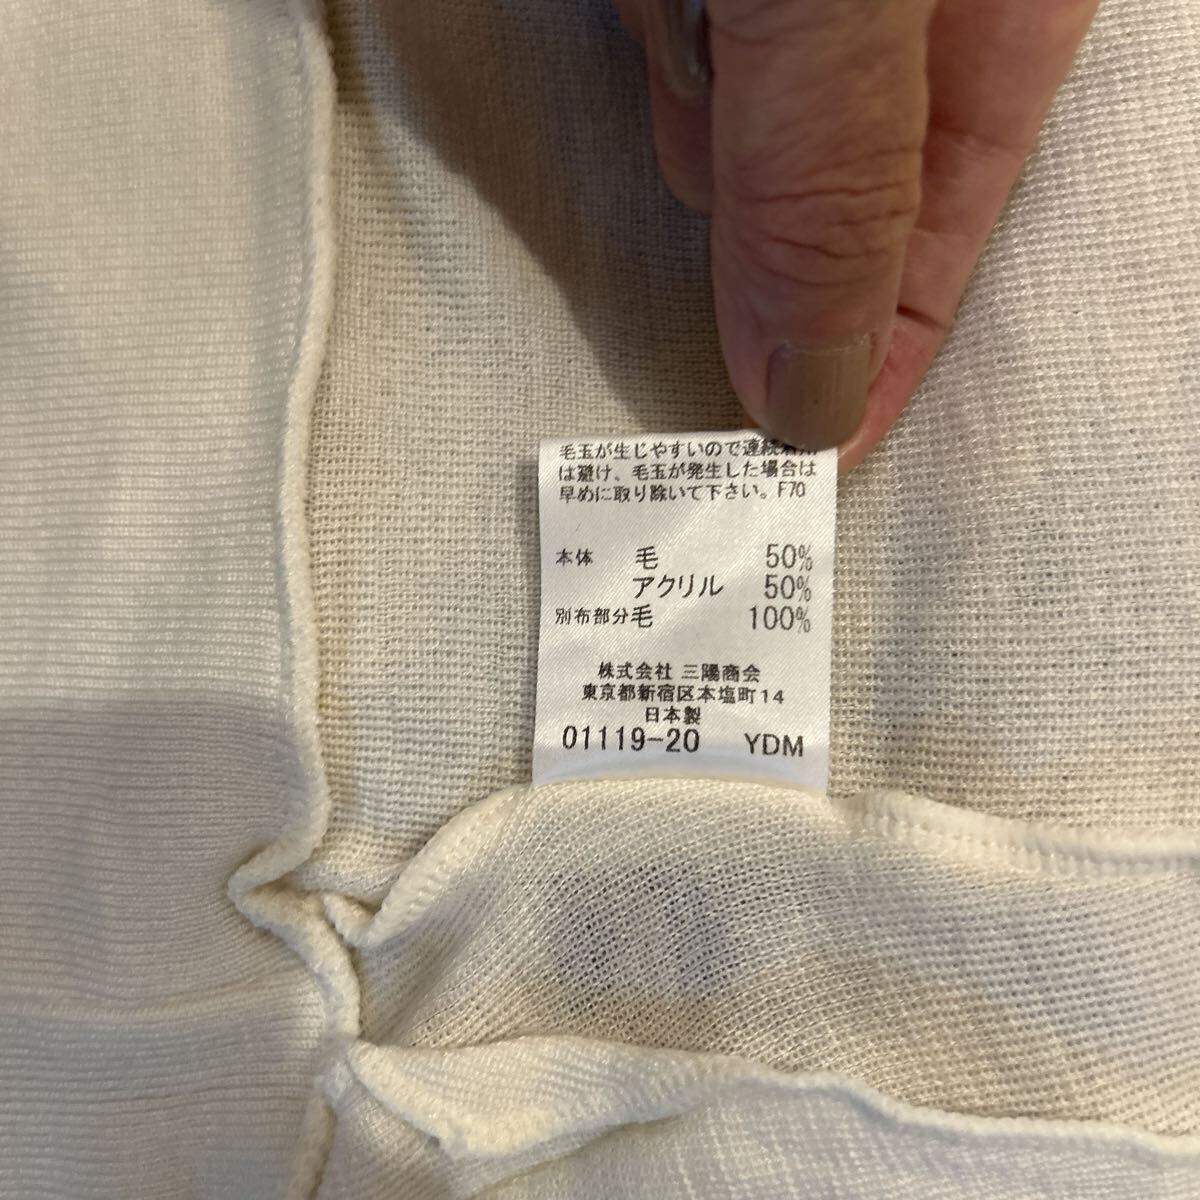 毛玉が生じやすいので連続着用
は避け、毛玉が発生した場合は
早めに取り除いて下さい。F70
本体 毛 50%
アクリル 50%
別布部分毛 100%
株式会社 三陽商会
東京都新宿区本塩町14
日本製
01119-20 YDM